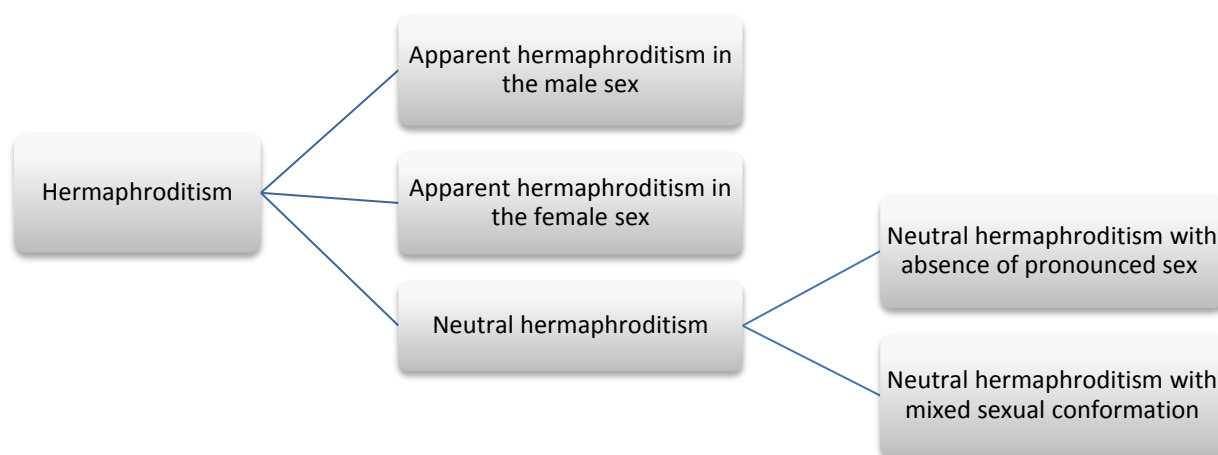 Hermaphroditism
Apparent hermaphroditism in
the male sex
Apparent hermaphroditism in
the female sex
Neutral hermaphroditism
Neutral hermaphroditism with
absence of pronounced sex
Neutral hermaphroditism with
mixed sexual conformation